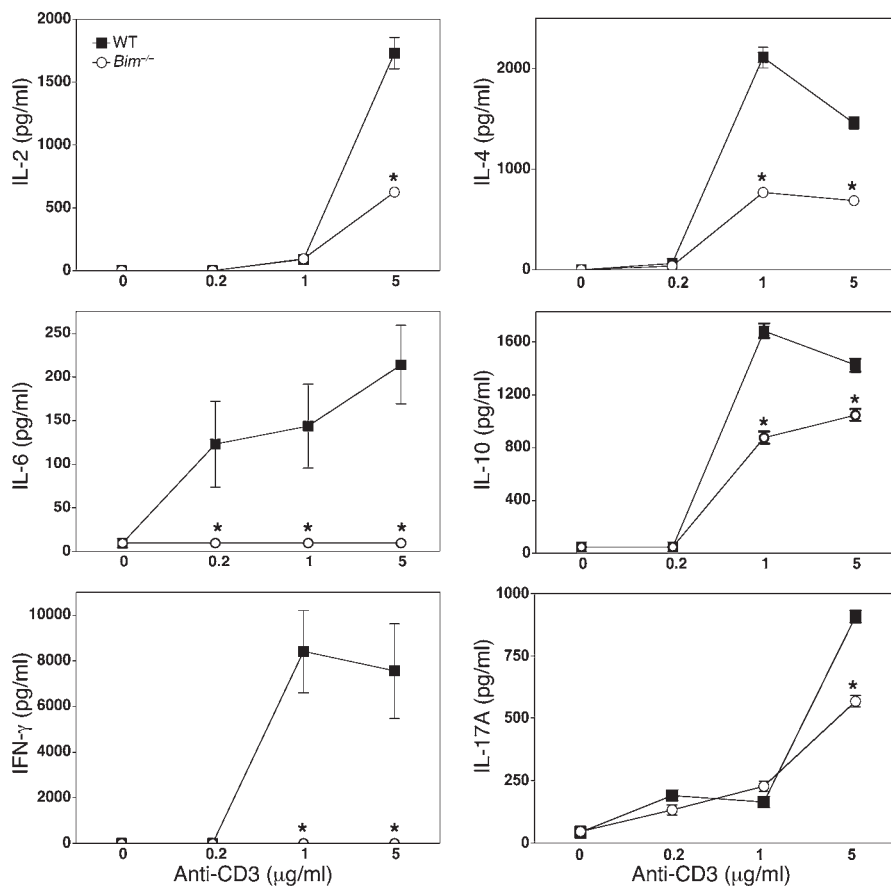 2000
1500
1000
500
0
IL-2 (pg/ml)
WT
Bim⁻/⁻
*
0 0.2 1 5
2000
1000
0
IL-4 (pg/ml)
* *
0 0.2 1 5
250
200
150
100
50
0
IL-6 (pg/ml)
* * *
0 0.2 1 5
1600
1200
800
400
0
IL-10 (pg/ml)
* *
0 0.2 1 5
10000
8000
6000
4000
2000
0
IFN-γ (pg/ml)
* *
0 0.2 1 5
Anti-CD3 (μg/ml)
1000
750
500
250
0
IL-17A (pg/ml)
*
0 0.2 1 5
Anti-CD3 (μg/ml)